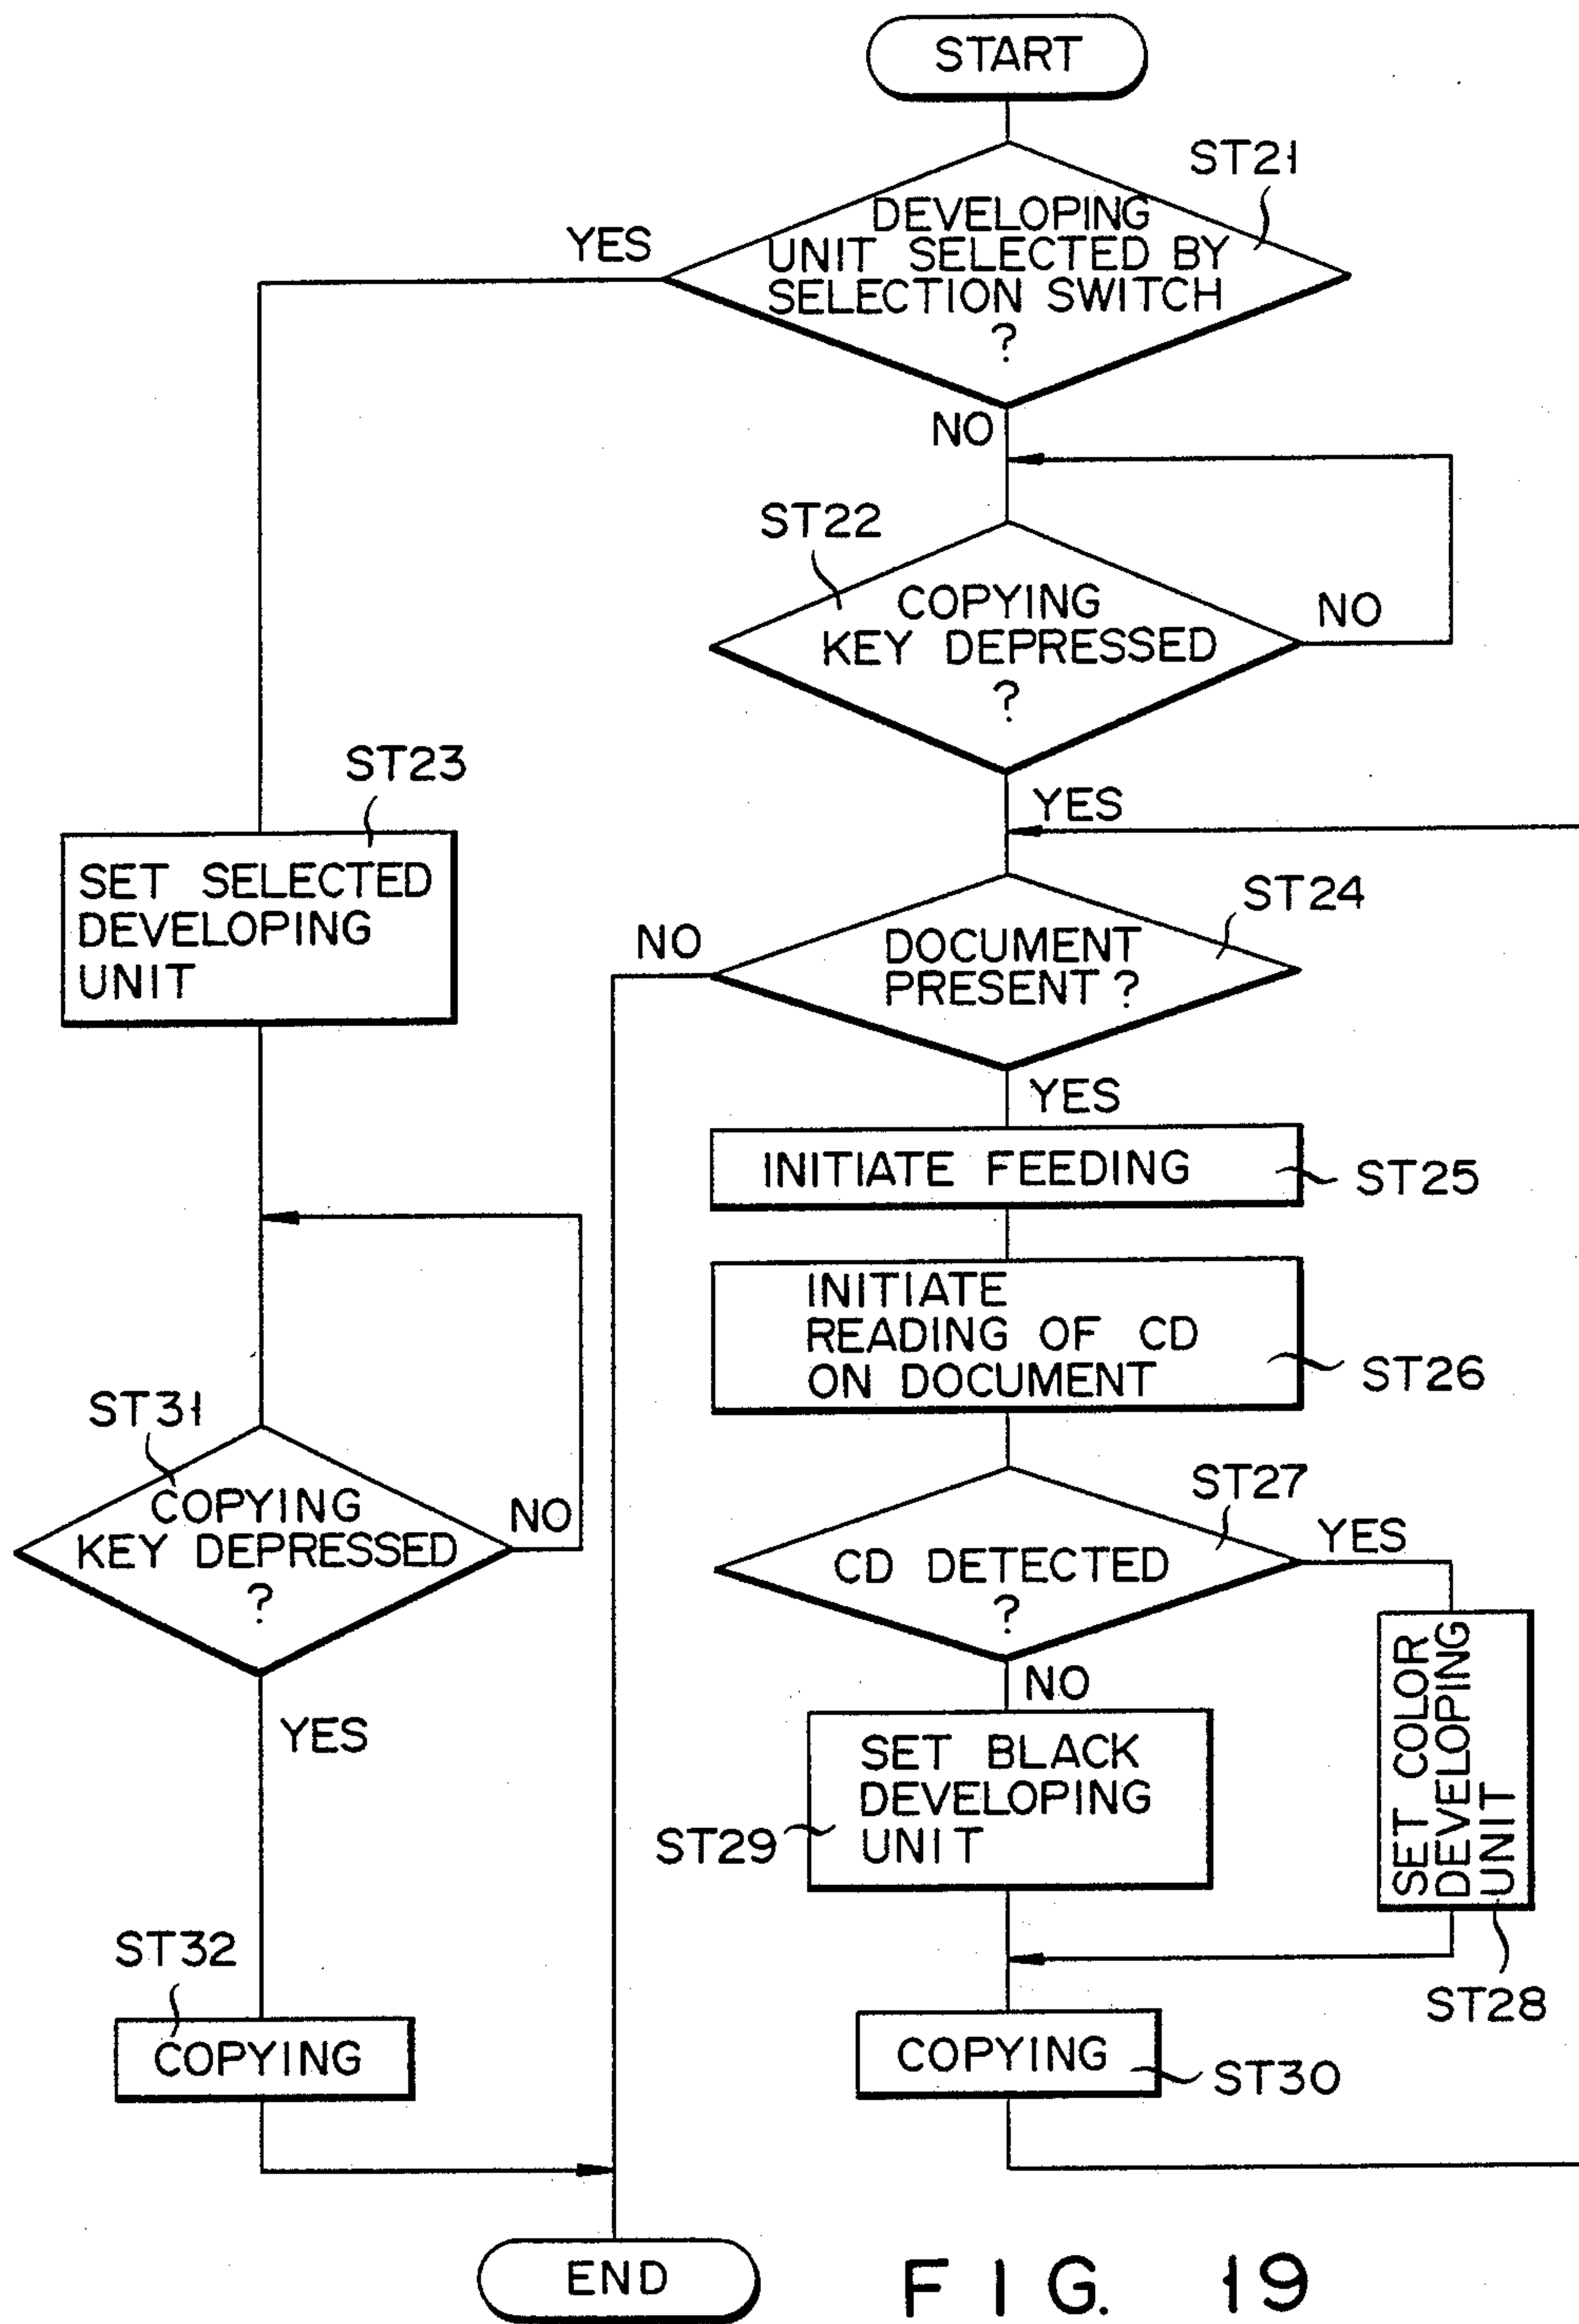 START
ST21
DEVELOPING
UNIT SELECTED BY
SELECTION SWITCH
?
YES
NO
ST22
COPYING
KEY DEPRESSED
?
NO
YES
ST23
SET SELECTED
DEVELOPING
UNIT
ST24
DOCUMENT
PRESENT ?
NO
YES
INITIATE FEEDING
ST25
INITIATE
READING OF CD
ON DOCUMENT
ST26
ST31
COPYING
KEY DEPRESSED
?
NO
YES
ST27
CD DETECTED
?
YES
NO
SET COLOR
DEVELOPING
UNIT
ST28
SET BLACK
DEVELOPING
UNIT
ST29
ST32
COPYING
COPYING
ST30
END
FIG. 19